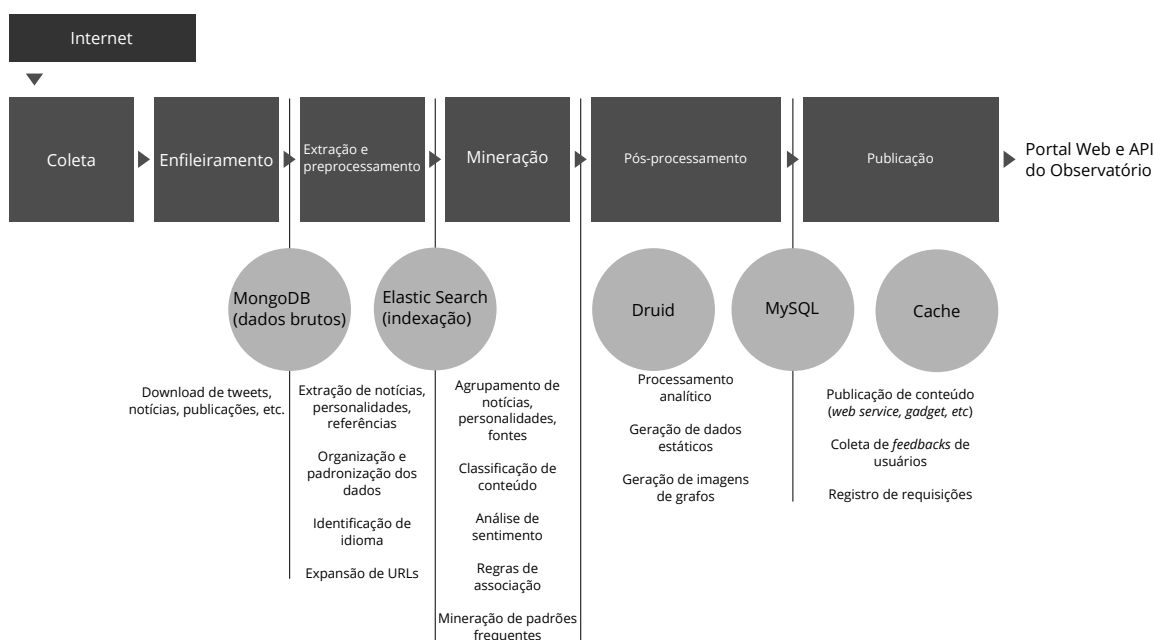 Internet
Coleta
Enfileiramento
Extração e
preprocessamento
Mineração
Pós-processamento
Publicação
Portal Web e API
do Observatório
MongoDB
(dados brutos)
Elastic Search
(indexação)
Druid
MySQL
Cache
Download de tweets,
notícias, publicações, etc.
Extração de notícias,
personalidades,
referências
Organização e
padronização dos
dados
Identificação de
idioma
Expansão de URLs
Agrupamento de
notícias,
personalidades,
fontes
Classificação de
conteúdo
Análise de
sentimento
Regras de
associação
Mineração de padrões
frequentes
Processamento
analítico
Geração de dados
estáticos
Geração de imagens
de grafos
Publicação de conteúdo
(web service, gadget, etc)
Coleta de feedbacks de
usuários
Registro de requisições